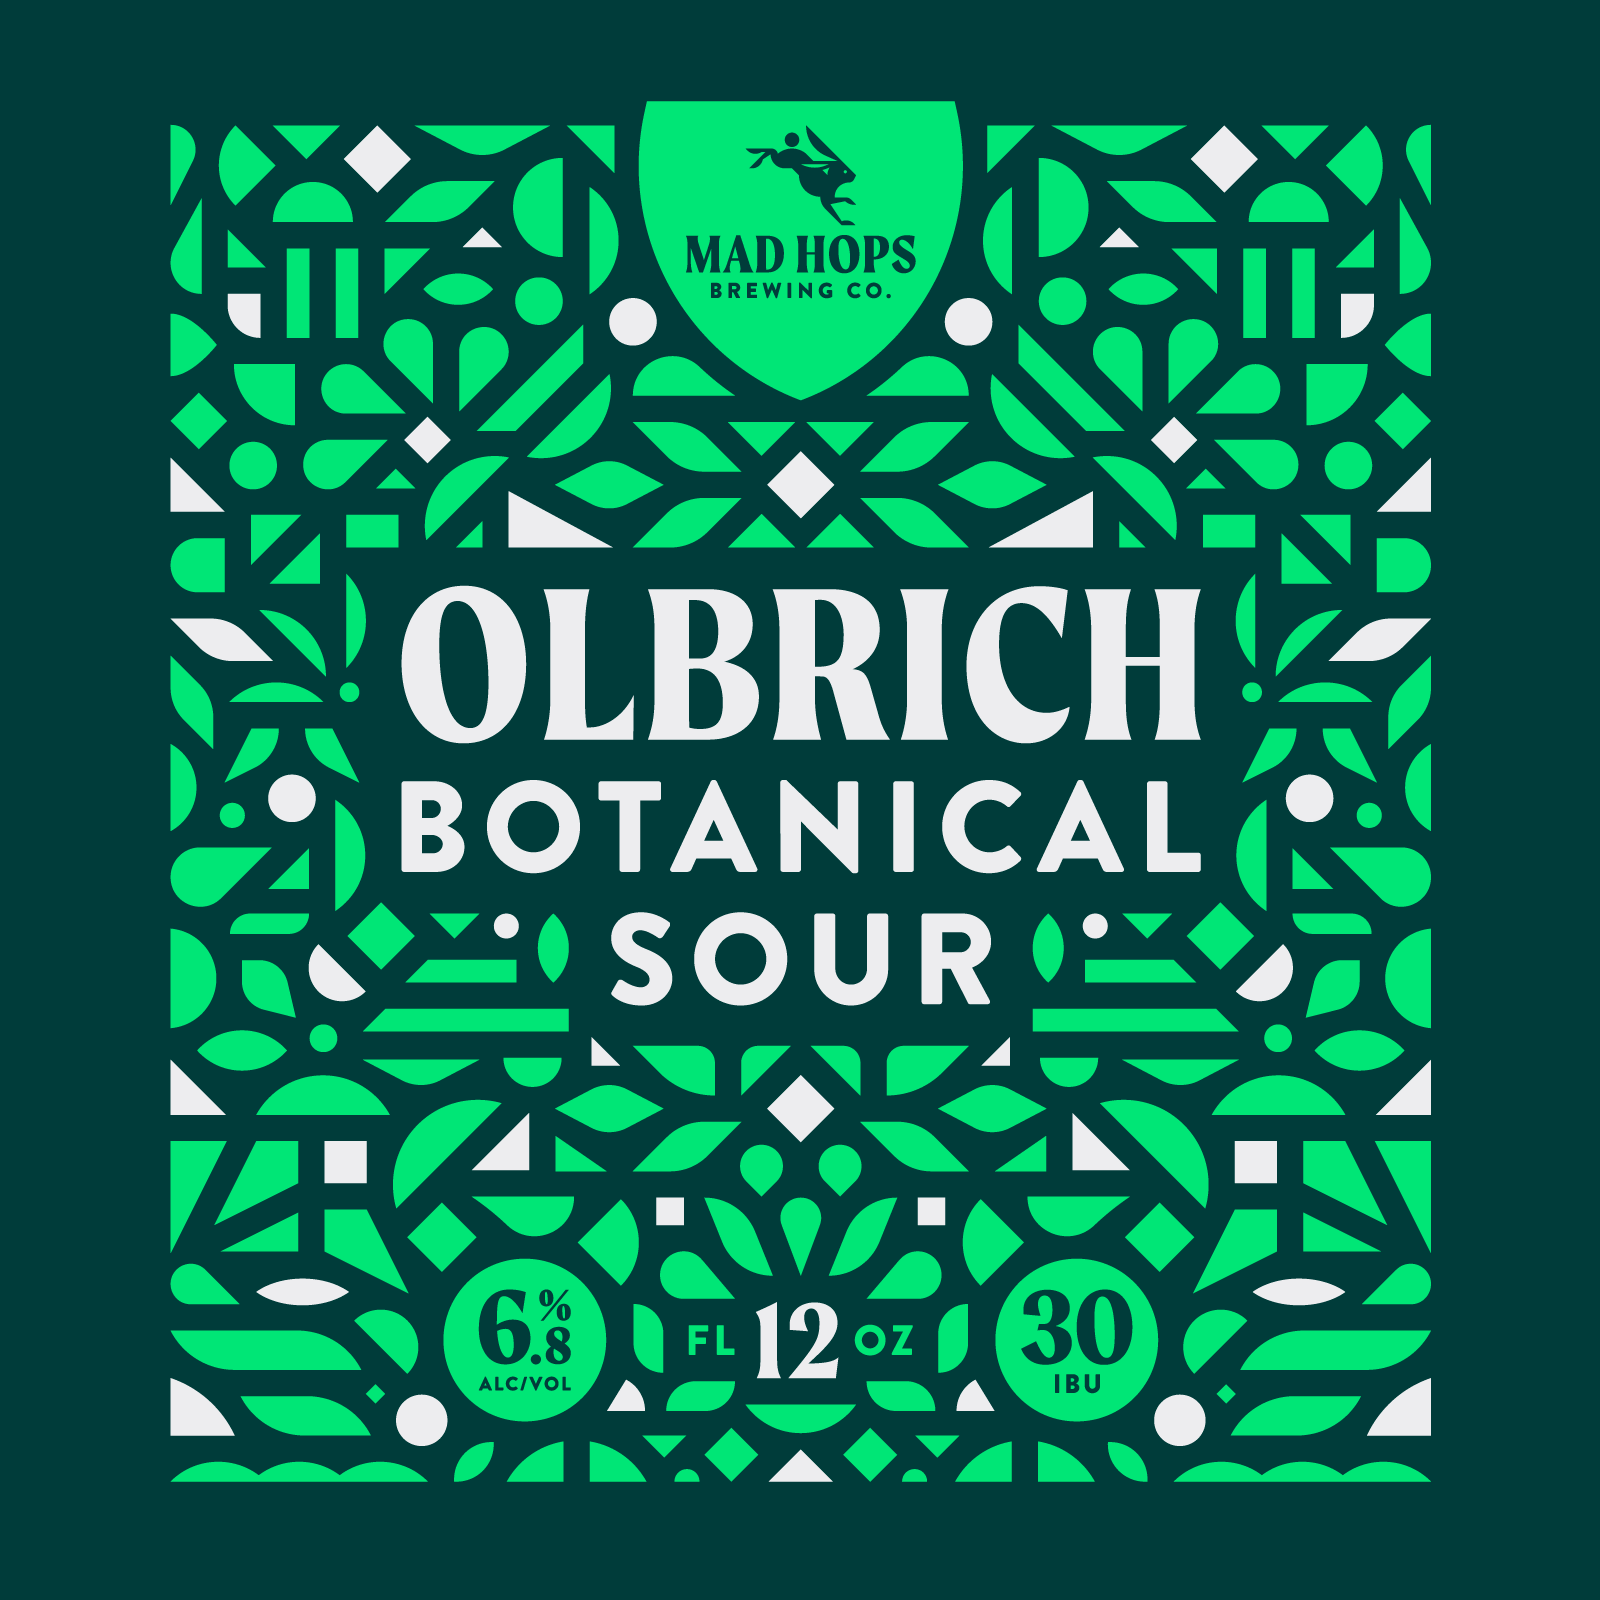 MAD HOPS
BREWING CO.
OLBRICH
BOTANICAL
SOUR
6.8%
ALC/VOL
FL 12 OZ
30
IBU